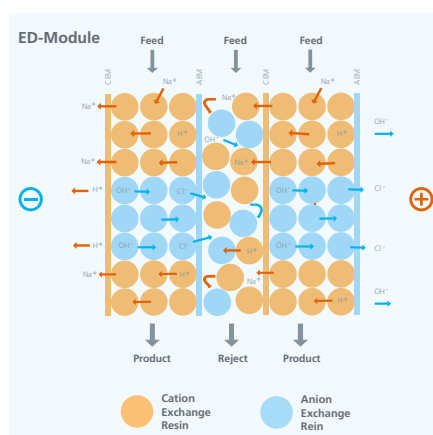 ED-Module
Feed
Feed
Feed
CEM
AEM
CEM
AEM
Na⁺
Na⁺
Na⁺
Na⁺
OH⁻
OH⁻
H⁺
H⁺
Na⁺
Na⁺
H⁺
OH⁻
Cl⁻
OH⁻
Cl⁻
H⁺
OH⁻
Cl⁻
H⁺
OH⁻
Cl⁻
Na⁺
H⁺
Na⁺
OH⁻
H⁺
Product
Reject
Product
Cation
Exchange
Resin
Anion
Exchange
Rein